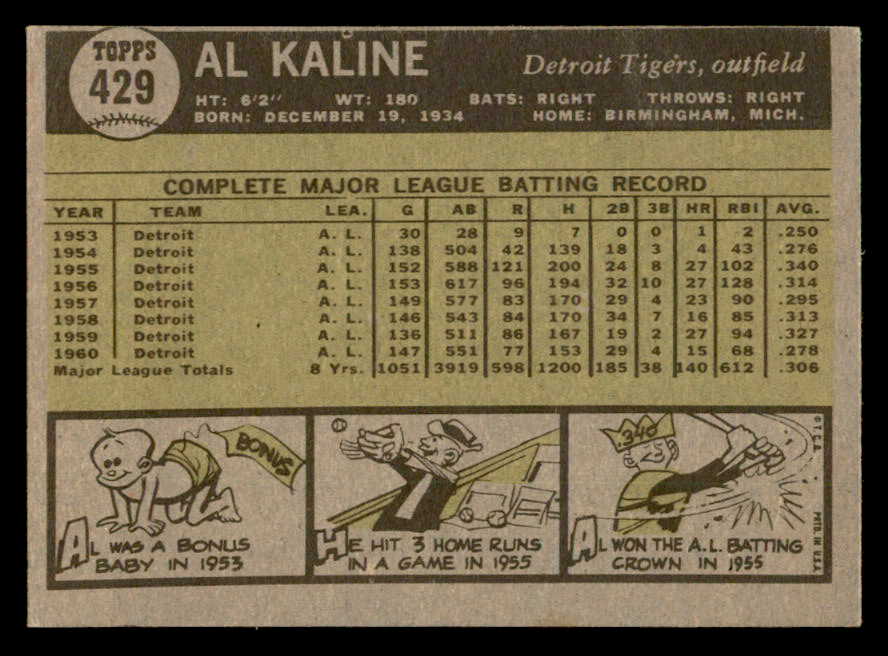 TOPPS
429
AL KALINE
Detroit Tigers, outfield
HT: 6'2" WT: 180 BATS: RIGHT THROWS: RIGHT
BORN: DECEMBER 19, 1934 HOME: BIRMINGHAM, MICH.
COMPLETE MAJOR LEAGUE BATTING RECORD
YEAR TEAM LEA. G AB R H 2B 3B HR RBI AVG.
1953 Detroit A. L. 30 28 9 7 0 0 1 2 .250
1954 Detroit A. L. 138 504 42 139 18 3 4 43 .276
1955 Detroit A. L. 152 588 121 200 24 8 27 102 .340
1956 Detroit A. L. 153 617 96 194 32 10 27 128 .314
1957 Detroit A. L. 149 577 83 170 29 4 23 90 .295
1958 Detroit A. L. 146 543 84 170 34 7 16 85 .313
1959 Detroit A. L. 136 511 86 167 19 2 27 94 .327
1960 Detroit A. L. 147 551 77 153 29 4 15 68 .278
Major League Totals 8 Yrs. 1051 3919 598 1200 185 38 140 612 .306
BONUS
AL WAS A BONUS
BABY IN 1953
HE HIT 3 HOME RUNS
IN A GAME IN 1955
.340
AL WON THE A.L. BATTING
CROWN IN 1955
© T.C.G. PRTD. IN U.S.A.